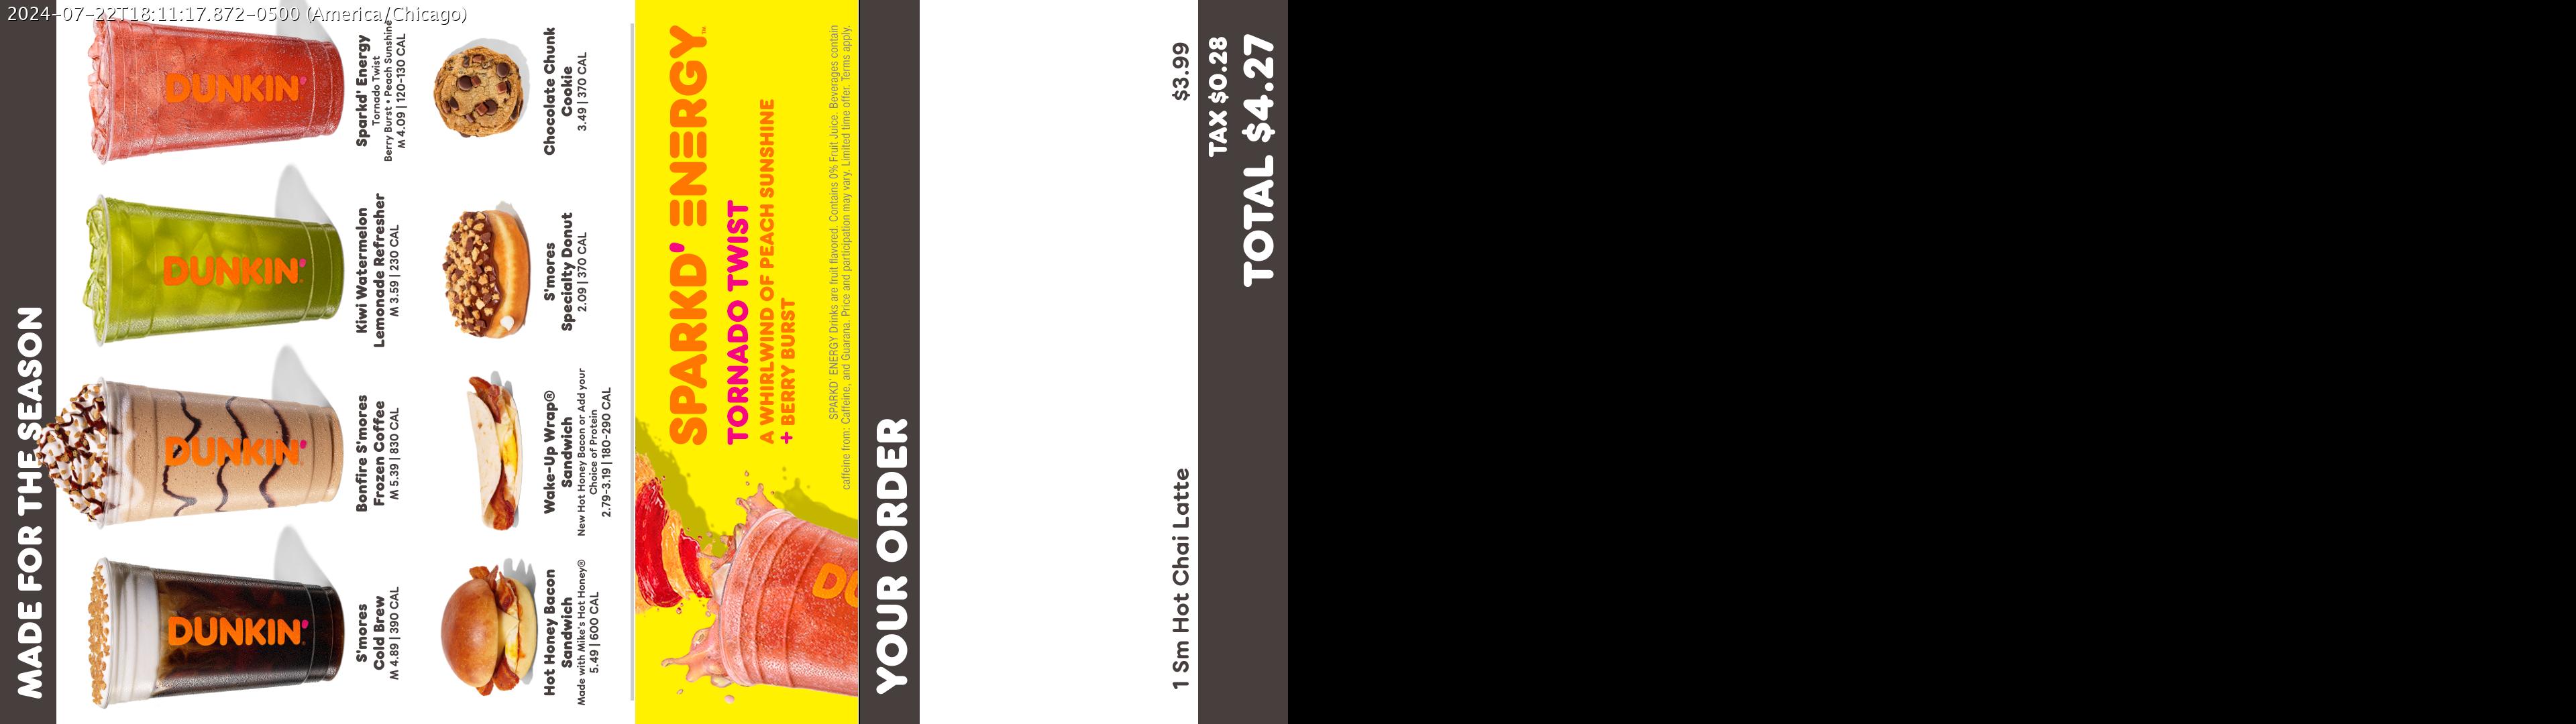 2024-07-22T18:11:17.872-0500 (America/Chicago)
MADE FOR THE SEASON
DUNKIN'
DUNKIN'
DUNKIN'
DUNKIN'
S'mores
Cold Brew
M 4.89 | 390 CAL
Bonfire S'mores
Frozen Coffee
M 5.39 | 830 CAL
Kiwi Watermelon
Lemonade Refresher
M 3.59 | 230 CAL
Sparkd' Energy
Tornado Twist
Berry Burst • Peach Sunshine
M 4.09 | 120-130 CAL
Hot Honey Bacon
Sandwich
Made with Mike's Hot Honey®
5.49 | 600 CAL
Wake-Up Wrap®
Sandwich
New Hot Honey Bacon or Add your
Choice of Protein
2.79-3.19 | 180-290 CAL
S'mores
Specialty Donut
2.09 | 370 CAL
Chocolate Chunk
Cookie
3.49 | 370 CAL
SPARKD' ENERGY™
TORNADO TWIST
A WHIRLWIND OF PEACH SUNSHINE
+ BERRY BURST
SPARKD' ENERGY Drinks are fruit flavored. Contains 0% Fruit Juice. Beverages contain
caffeine from: Caffeine, and Guarana. Price and participation may vary. Limited time offer. Terms apply.
DU
YOUR ORDER
1 Sm Hot Chai Latte $3.99
TAX $0.28
TOTAL $4.27